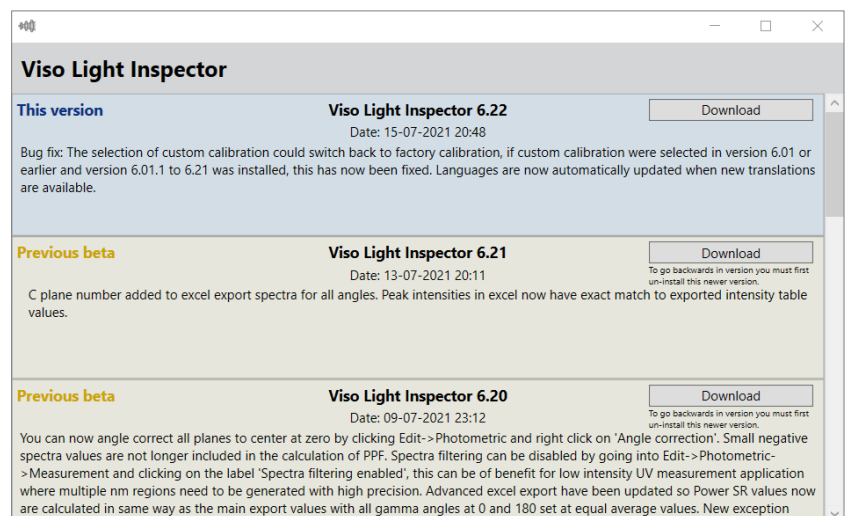 Viso Light Inspector
This version
Viso Light Inspector 6.22
Download
Date: 15-07-2021 20:48
Bug fix: The selection of custom calibration could switch back to factory calibration, if custom calibration were selected in version 6.01 or
earlier and version 6.01.1 to 6.21 was installed, this has now been fixed. Languages are now automatically updated when new translations
are available.
Previous beta
Viso Light Inspector 6.21
Download
Date: 13-07-2021 20:11
To go backwards in version you must first
un-install this newer version.
C plane number added to excel export spectra for all angles. Peak intensities in excel now have exact match to exported intensity table
values.
Previous beta
Viso Light Inspector 6.20
Download
Date: 09-07-2021 23:12
To go backwards in version you must first
un-install this newer version.
You can now angle correct all planes to center at zero by clicking Edit->Photometric and right click on 'Angle correction'. Small negative
spectra values are not longer included in the calculation of PPF. Spectra filtering can be disabled by going into Edit->Photometric-
>Measurement and clicking on the label 'Spectra filtering enabled', this can be of benefit for low intensity UV measurement application
where multiple nm regions need to be generated with high precision. Advanced excel export have been updated so Power SR values now
are calculated in same way as the main export values with all gamma angles at 0 and 180 set at equal average values. New exception